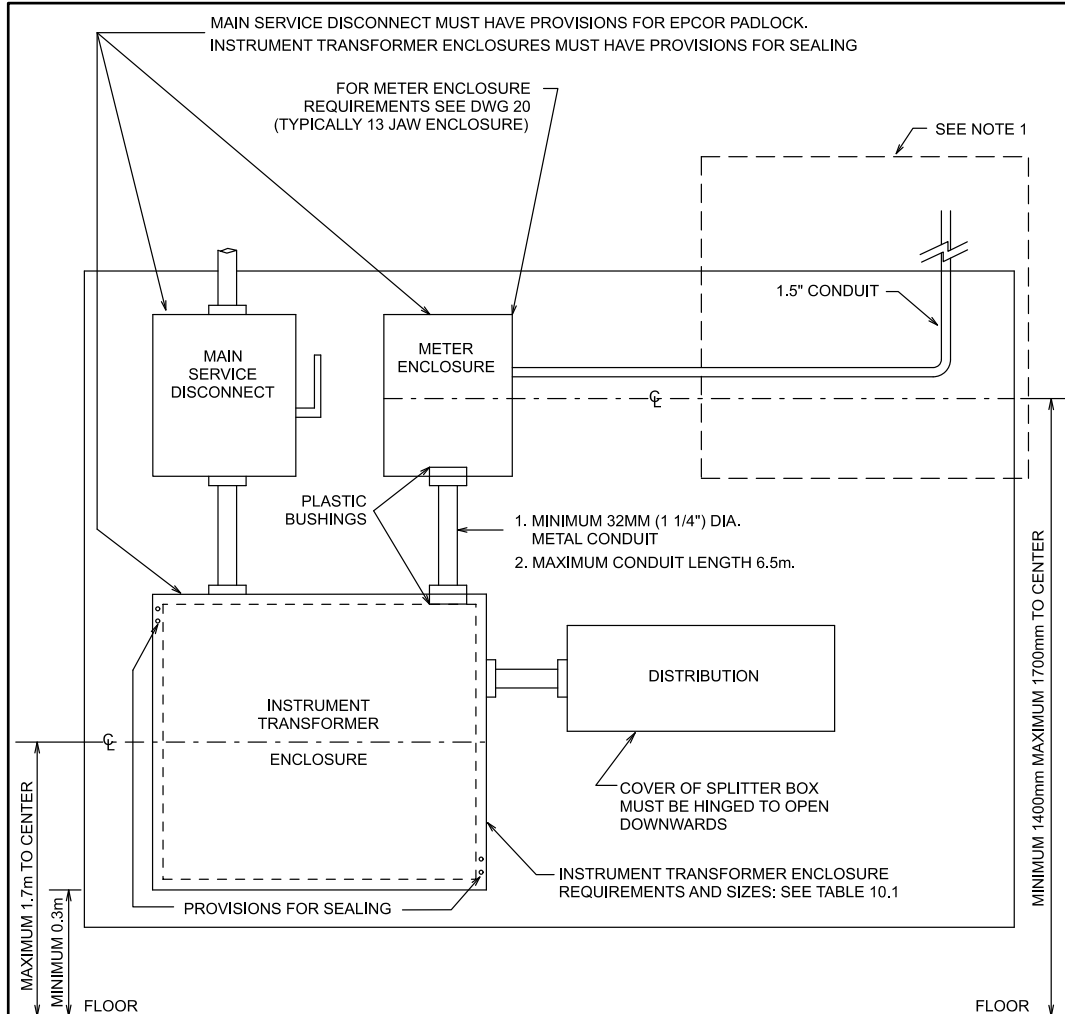 MAIN SERVICE DISCONNECT MUST HAVE PROVISIONS FOR EPCOR PADLOCK.
INSTRUMENT TRANSFORMER ENCLOSURES MUST HAVE PROVISIONS FOR SEALING
FOR METER ENCLOSURE
REQUIREMENTS SEE DWG 20
(TYPICALLY 13 JAW ENCLOSURE)
SEE NOTE 1
1.5" CONDUIT
MAIN
SERVICE
DISCONNECT
METER
ENCLOSURE
℄
PLASTIC
BUSHINGS
1. MINIMUM 32MM (1 1/4") DIA.
METAL CONDUIT
2. MAXIMUM CONDUIT LENGTH 6.5m.
DISTRIBUTION
INSTRUMENT
TRANSFORMER
℄
ENCLOSURE
COVER OF SPLITTER BOX
MUST BE HINGED TO OPEN
DOWNWARDS
INSTRUMENT TRANSFORMER ENCLOSURE
REQUIREMENTS AND SIZES: SEE TABLE 10.1
PROVISIONS FOR SEALING
MAXIMUM 1.7m TO CENTER
MINIMUM 0.3m
MINIMUM 1400mm MAXIMUM 1700mm TO CENTER
FLOOR
FLOOR